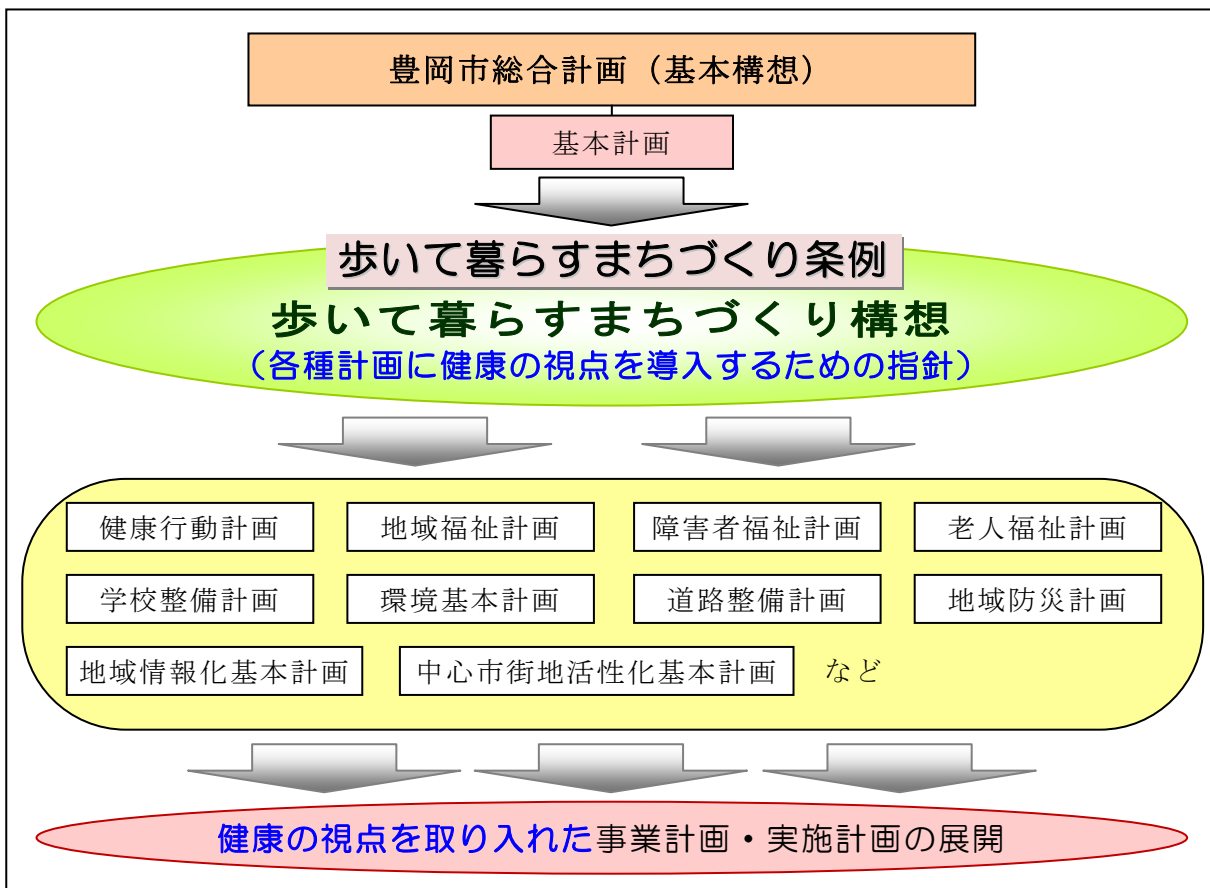 豊岡市総合計画（基本構想）
基本計画
歩いて暮らすまちづくり条例
歩いて暮らすまちづくり構想
（各種計画に健康の視点を導入するための指針）
健康行動計画 地域福祉計画 障害者福祉計画 老人福祉計画
学校整備計画 環境基本計画 道路整備計画 地域防災計画
地域情報化基本計画 中心市街地活性化基本計画 など
健康の視点を取り入れた事業計画・実施計画の展開